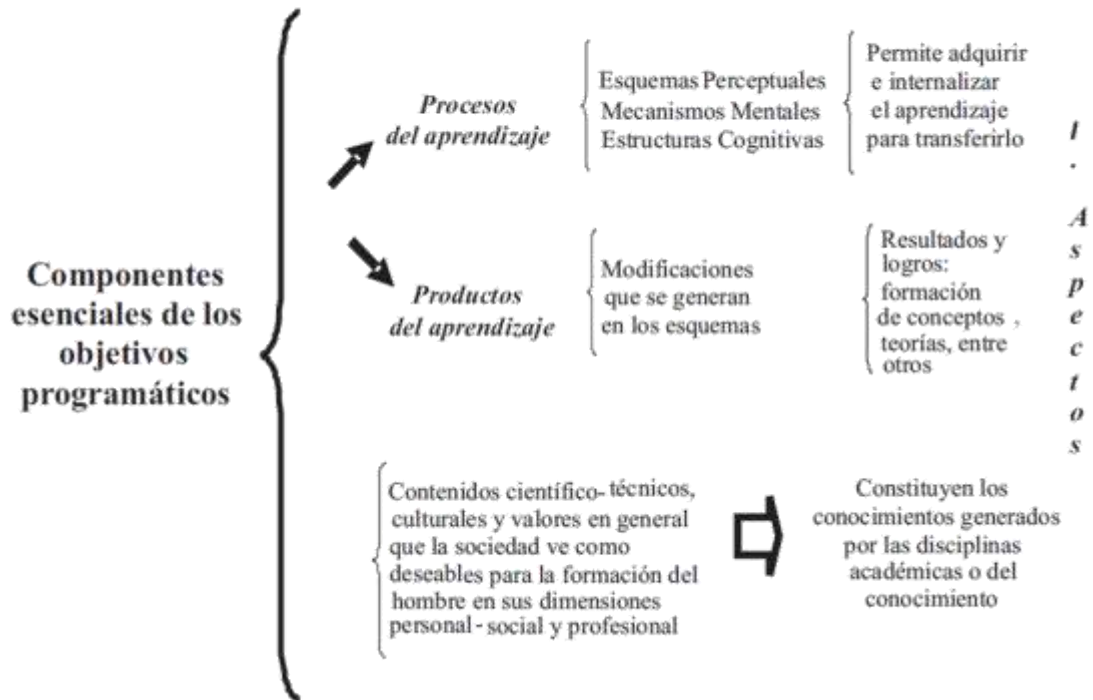 Componentes
esenciales de los
objetivos
programáticos
Procesos
del aprendizaje
Esquemas Perceptuales
Mecanismos Mentales
Estructuras Cognitivas
Permite adquirir
e internalizar
el aprendizaje
para transferirlo
Productos
del aprendizaje
Modificaciones
que se generan
en los esquemas
Resultados y
logros:
formación
de conceptos ,
teorías, entre
otros
Contenidos científico-técnicos,
culturales y valores en general
que la sociedad ve como
deseables para la formación del
hombre en sus dimensiones
personal-social y profesional
Constituyen los
conocimientos generados
por las disciplinas
académicas o del
conocimiento
1. Aspectos